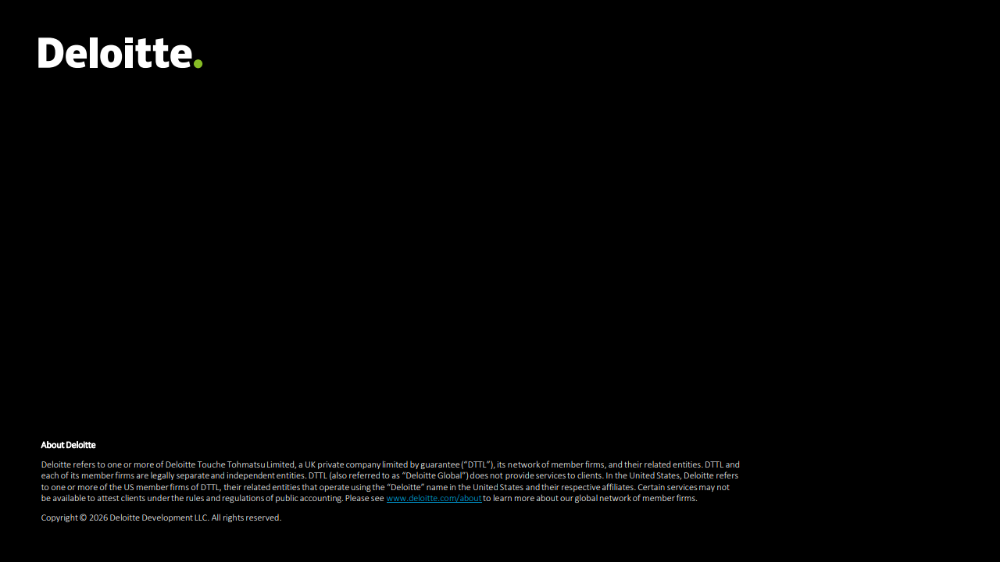 Deloitte.
About Deloitte
Deloitte refers to one or more of Deloitte Touche Tohmatsu Limited, a UK private company limited by guarantee (“DTTL”), its network of member firms, and their related entities. DTTL and
each of its member firms are legally separate and independent entities. DTTL (also referred to as “Deloitte Global”) does not provide services to clients. In the United States, Deloitte refers
to one or more of the US member firms of DTTL, their related entities that operate using the “Deloitte” name in the United States and their respective affiliates. Certain services may not
be available to attest clients under the rules and regulations of public accounting. Please see www.deloitte.com/about to learn more about our global network of member firms.
Copyright © 2026 Deloitte Development LLC. All rights reserved.